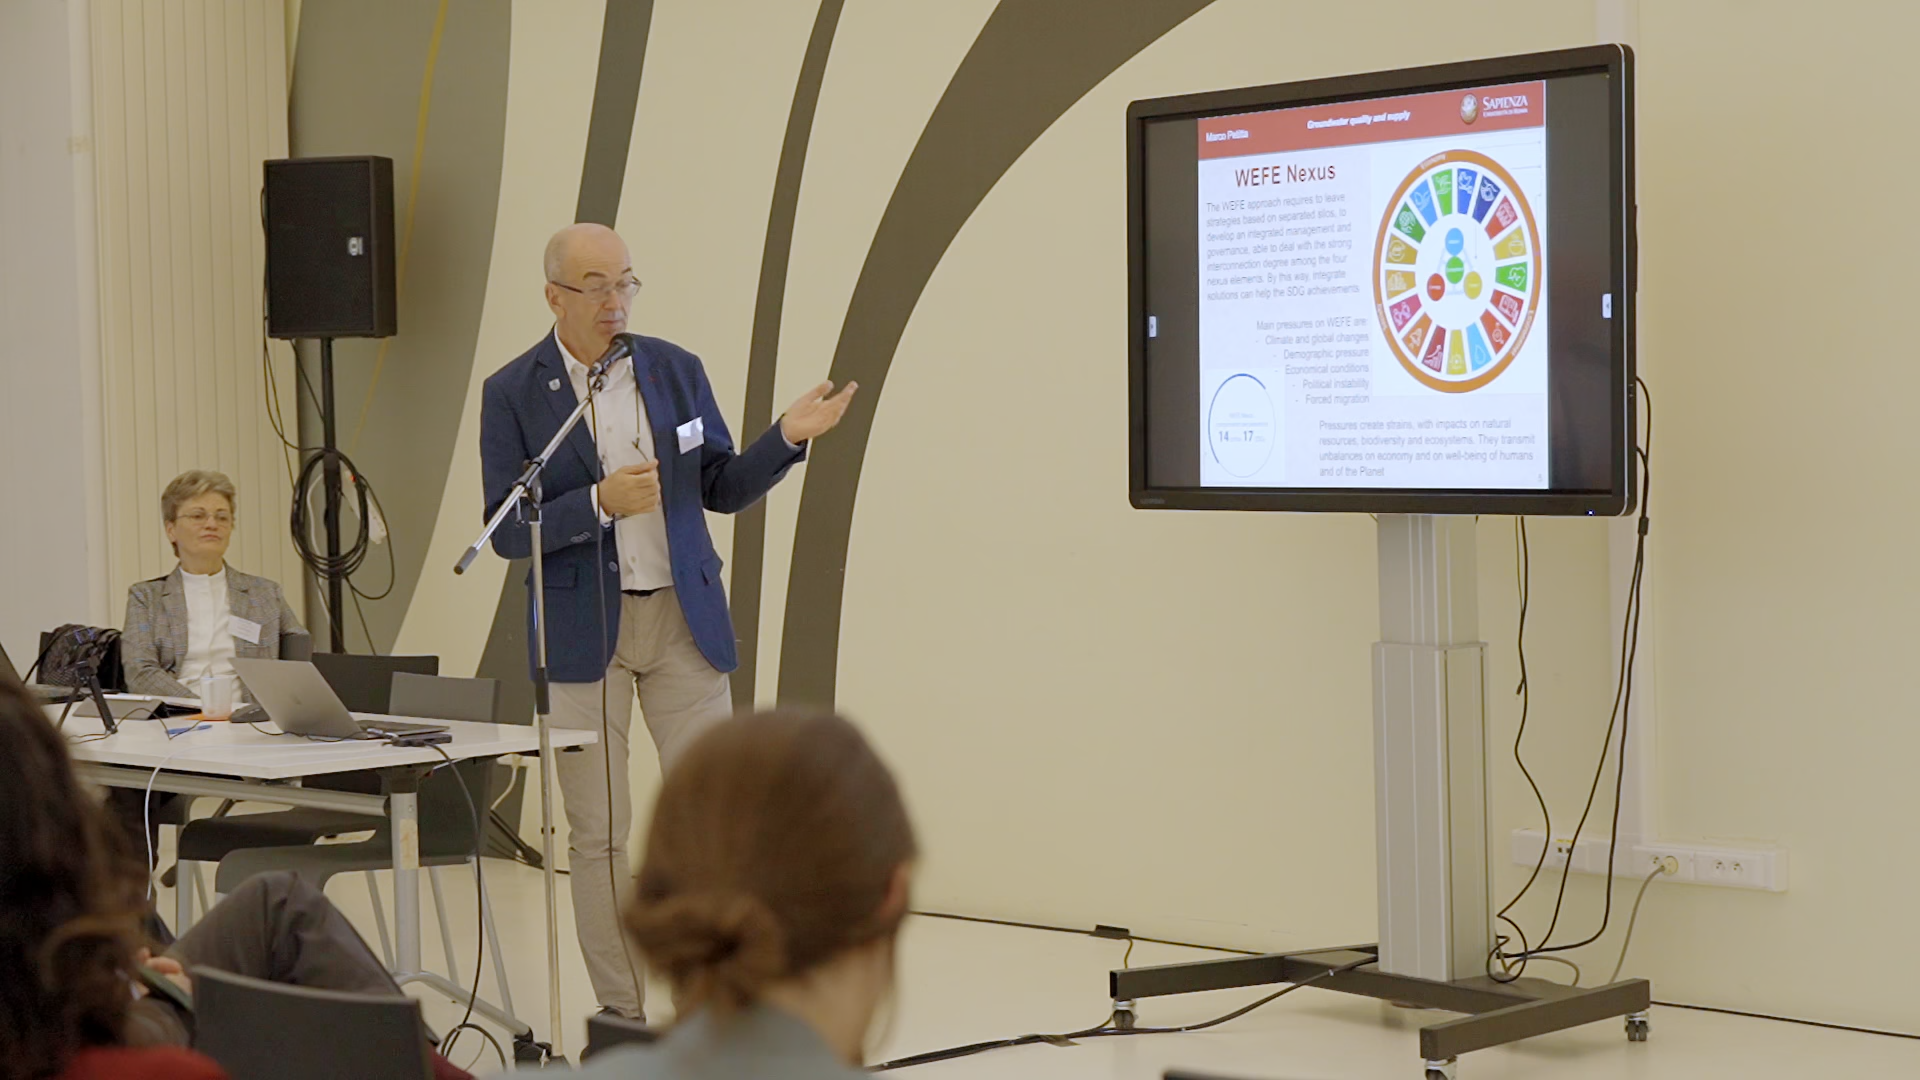 Marco Petitta
Groundwater quality and supply
SAPIENZA
UNIVERSITÀ DI ROMA
WEFE Nexus
The WEFE approach requires to leave
strategies based on separated silos, to
develop an integrated management and
governance, able to deal with the strong
interconnection degree among the four
nexus elements. By this way, integrate
solutions can help the SDG achievements
Main pressures on WEFE are:
- Climate and global changes
- Demographic pressure
- Economical conditions
- Political instability
- Forced migration
14 17
Pressures create strains, with impacts on natural
resources, biodiversity and ecosystems. They transmit
unbalances on economy and on well-being of humans
and of the Planet